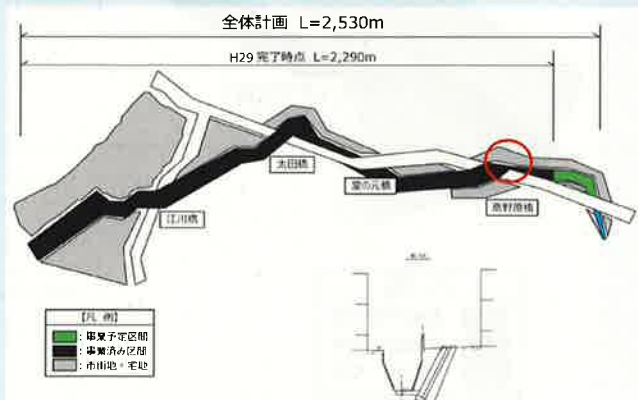 全体計画 L=2,530m
H29 完了時点 L=2,290m
太田橋
堂の元橋
江川橋
高野原橋
【凡 例】
：事業予定区間
：事業済み区間
：市街地・宅地